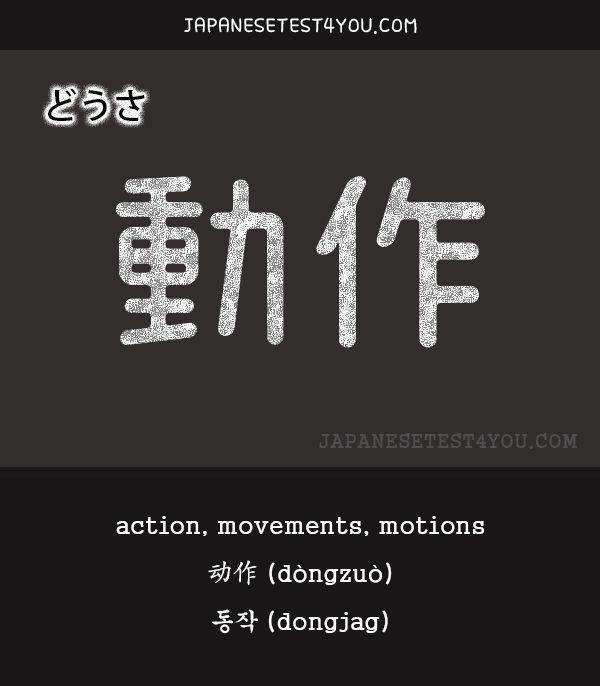 JAPANESETEST4YOU.COM
どうさ
動作
JAPANESETEST4YOU.COM
action, movements, motions
动作 (dòngzuò)
동작 (dongjag)